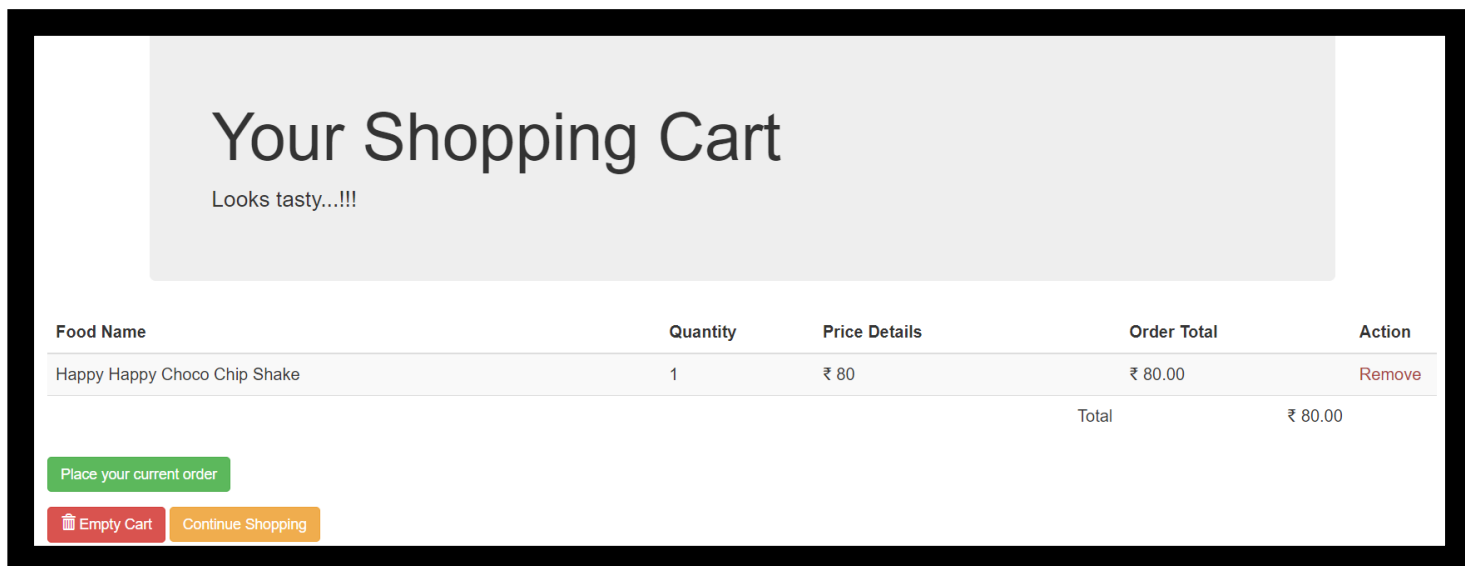 Your Shopping Cart
Looks tasty...!!!
Food Name Quantity Price Details Order Total Action
Happy Happy Choco Chip Shake 1 ₹ 80 ₹ 80.00 Remove
Total ₹ 80.00
Place your current order
Empty Cart Continue Shopping